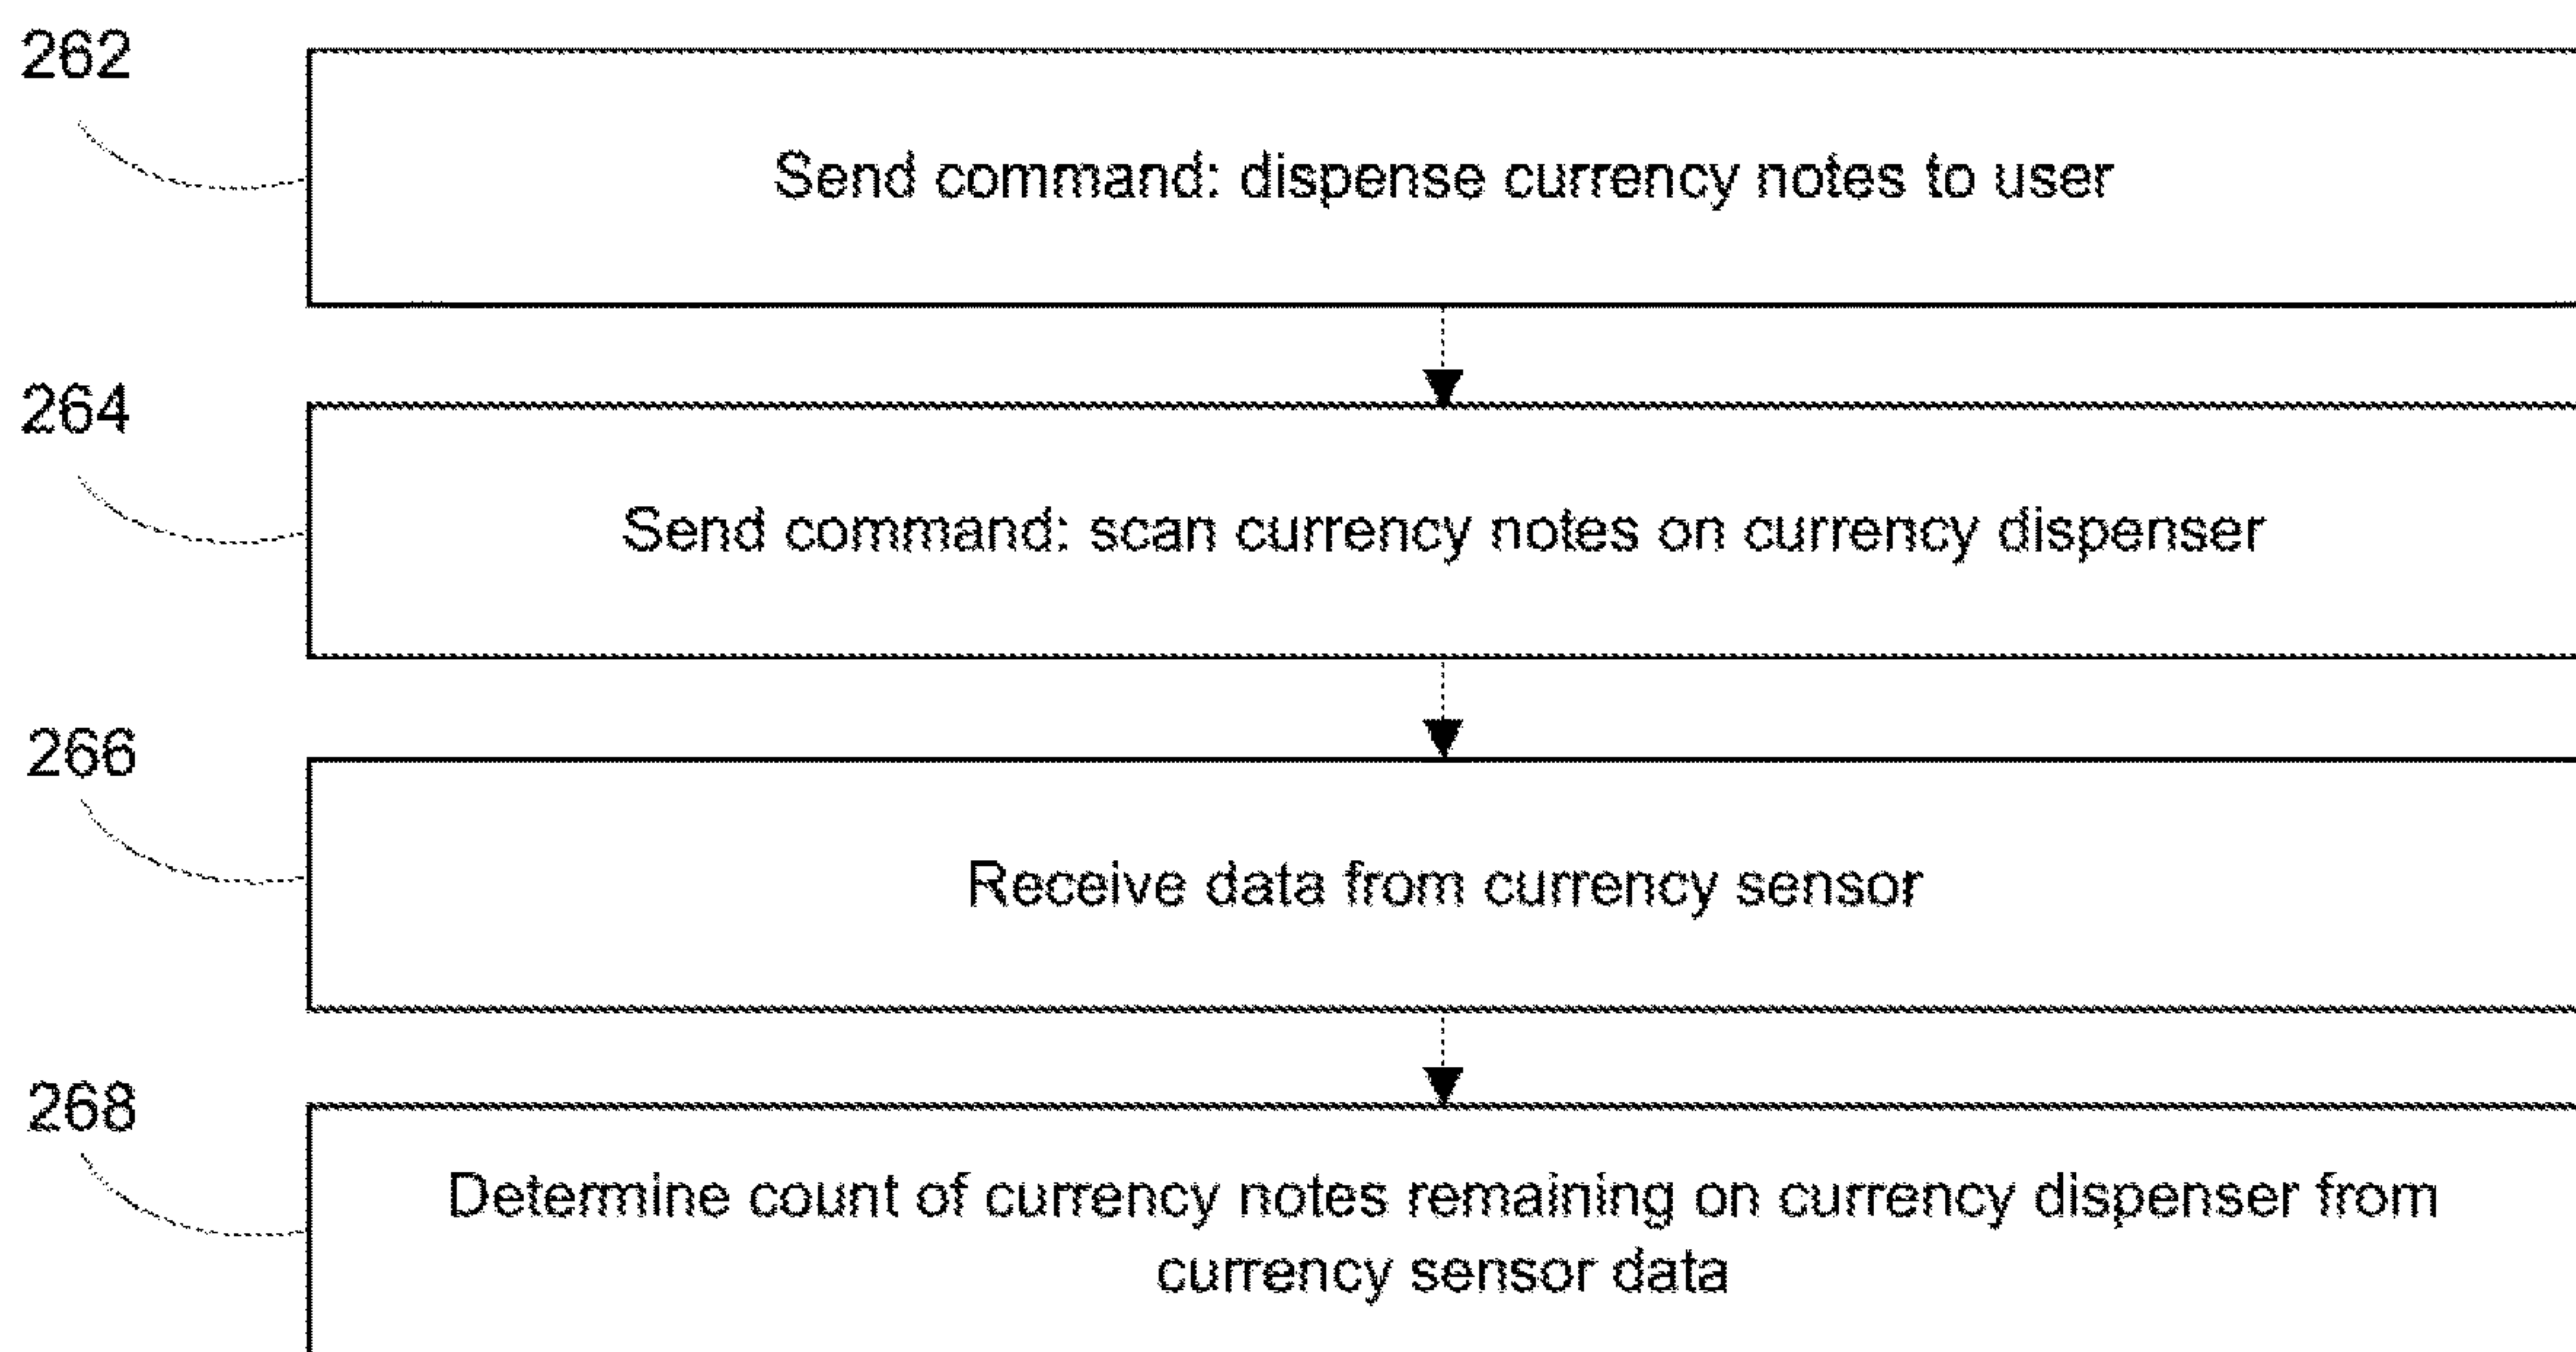 262
Send command: dispense currency notes to user
264
Send command: scan currency notes on currency dispenser
266
Receive data from currency sensor
268
Determine count of currency notes remaining on currency dispenser from
currency sensor data